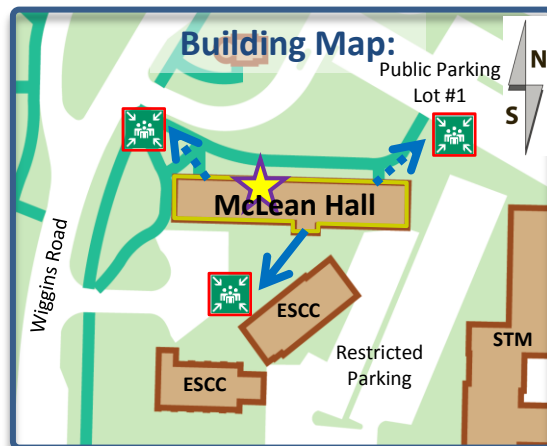 Building Map:
N
S
Public Parking
Lot #1
McLean Hall
Wiggins Road
ESCC
STM
Restricted
Parking
ESCC